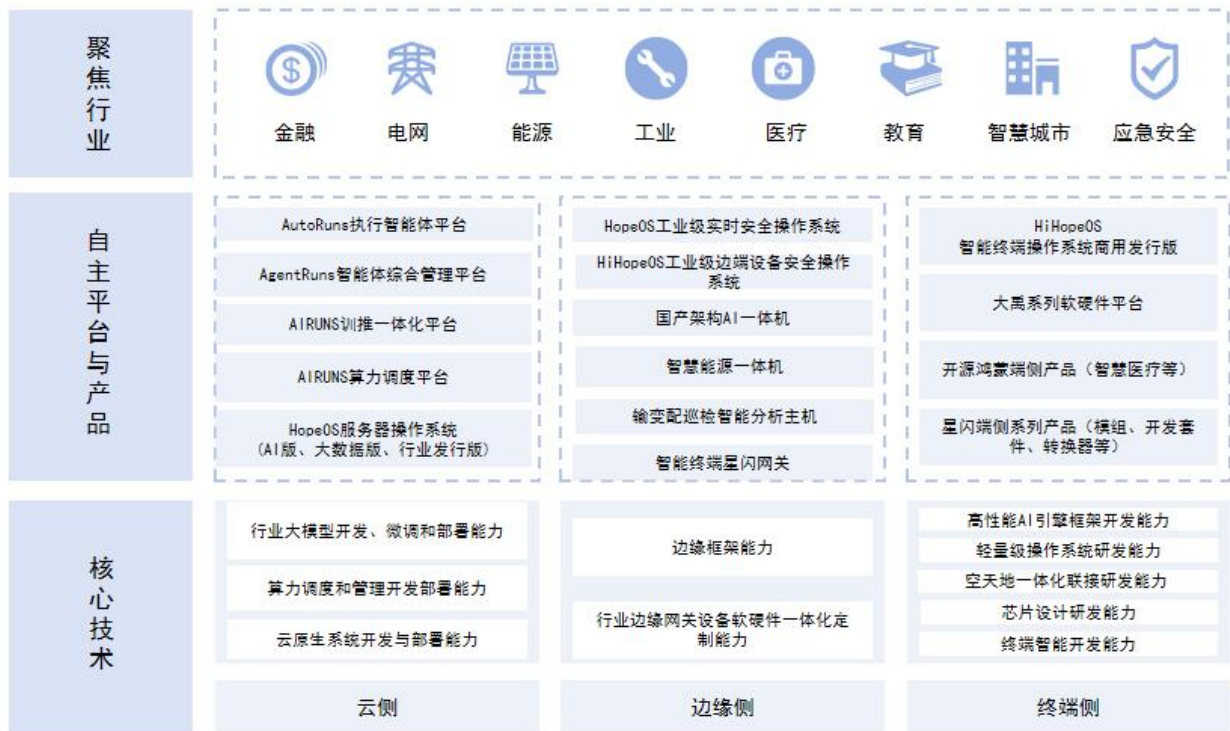 聚焦行业
金融
电网
能源
工业
医疗
教育
智慧城市
应急安全
自主平台与产品
AutoRuns执行智能体平台
AgentRuns智能体综合管理平台
AIRUNS训推一体化平台
AIRUNS算力调度平台
HopeOS服务器操作系统
(AI版、大数据版、行业发行版)
HopeOS工业级实时安全操作系统
HiHopeOS工业级边端设备安全操作
系统
国产架构AI一体机
智慧能源一体机
输变配巡检智能分析主机
智能终端星闪网关
HiHopeOS
智能终端操作系统商用发行版
大禹系列软硬件平台
开源鸿蒙端侧产品（智慧医疗等）
星闪端侧系列产品（模组、开发套
件、转换器等）
核心技术
行业大模型开发、微调和部署能力
算力调度和管理开发部署能力
云原生系统开发与部署能力
边缘框架能力
行业边缘网关设备软硬件一体化定
制能力
高性能AI引擎框架开发能力
轻量级操作系统研发能力
空天地一体化联接研发能力
芯片设计研发能力
终端智能开发能力
云侧
边缘侧
终端侧